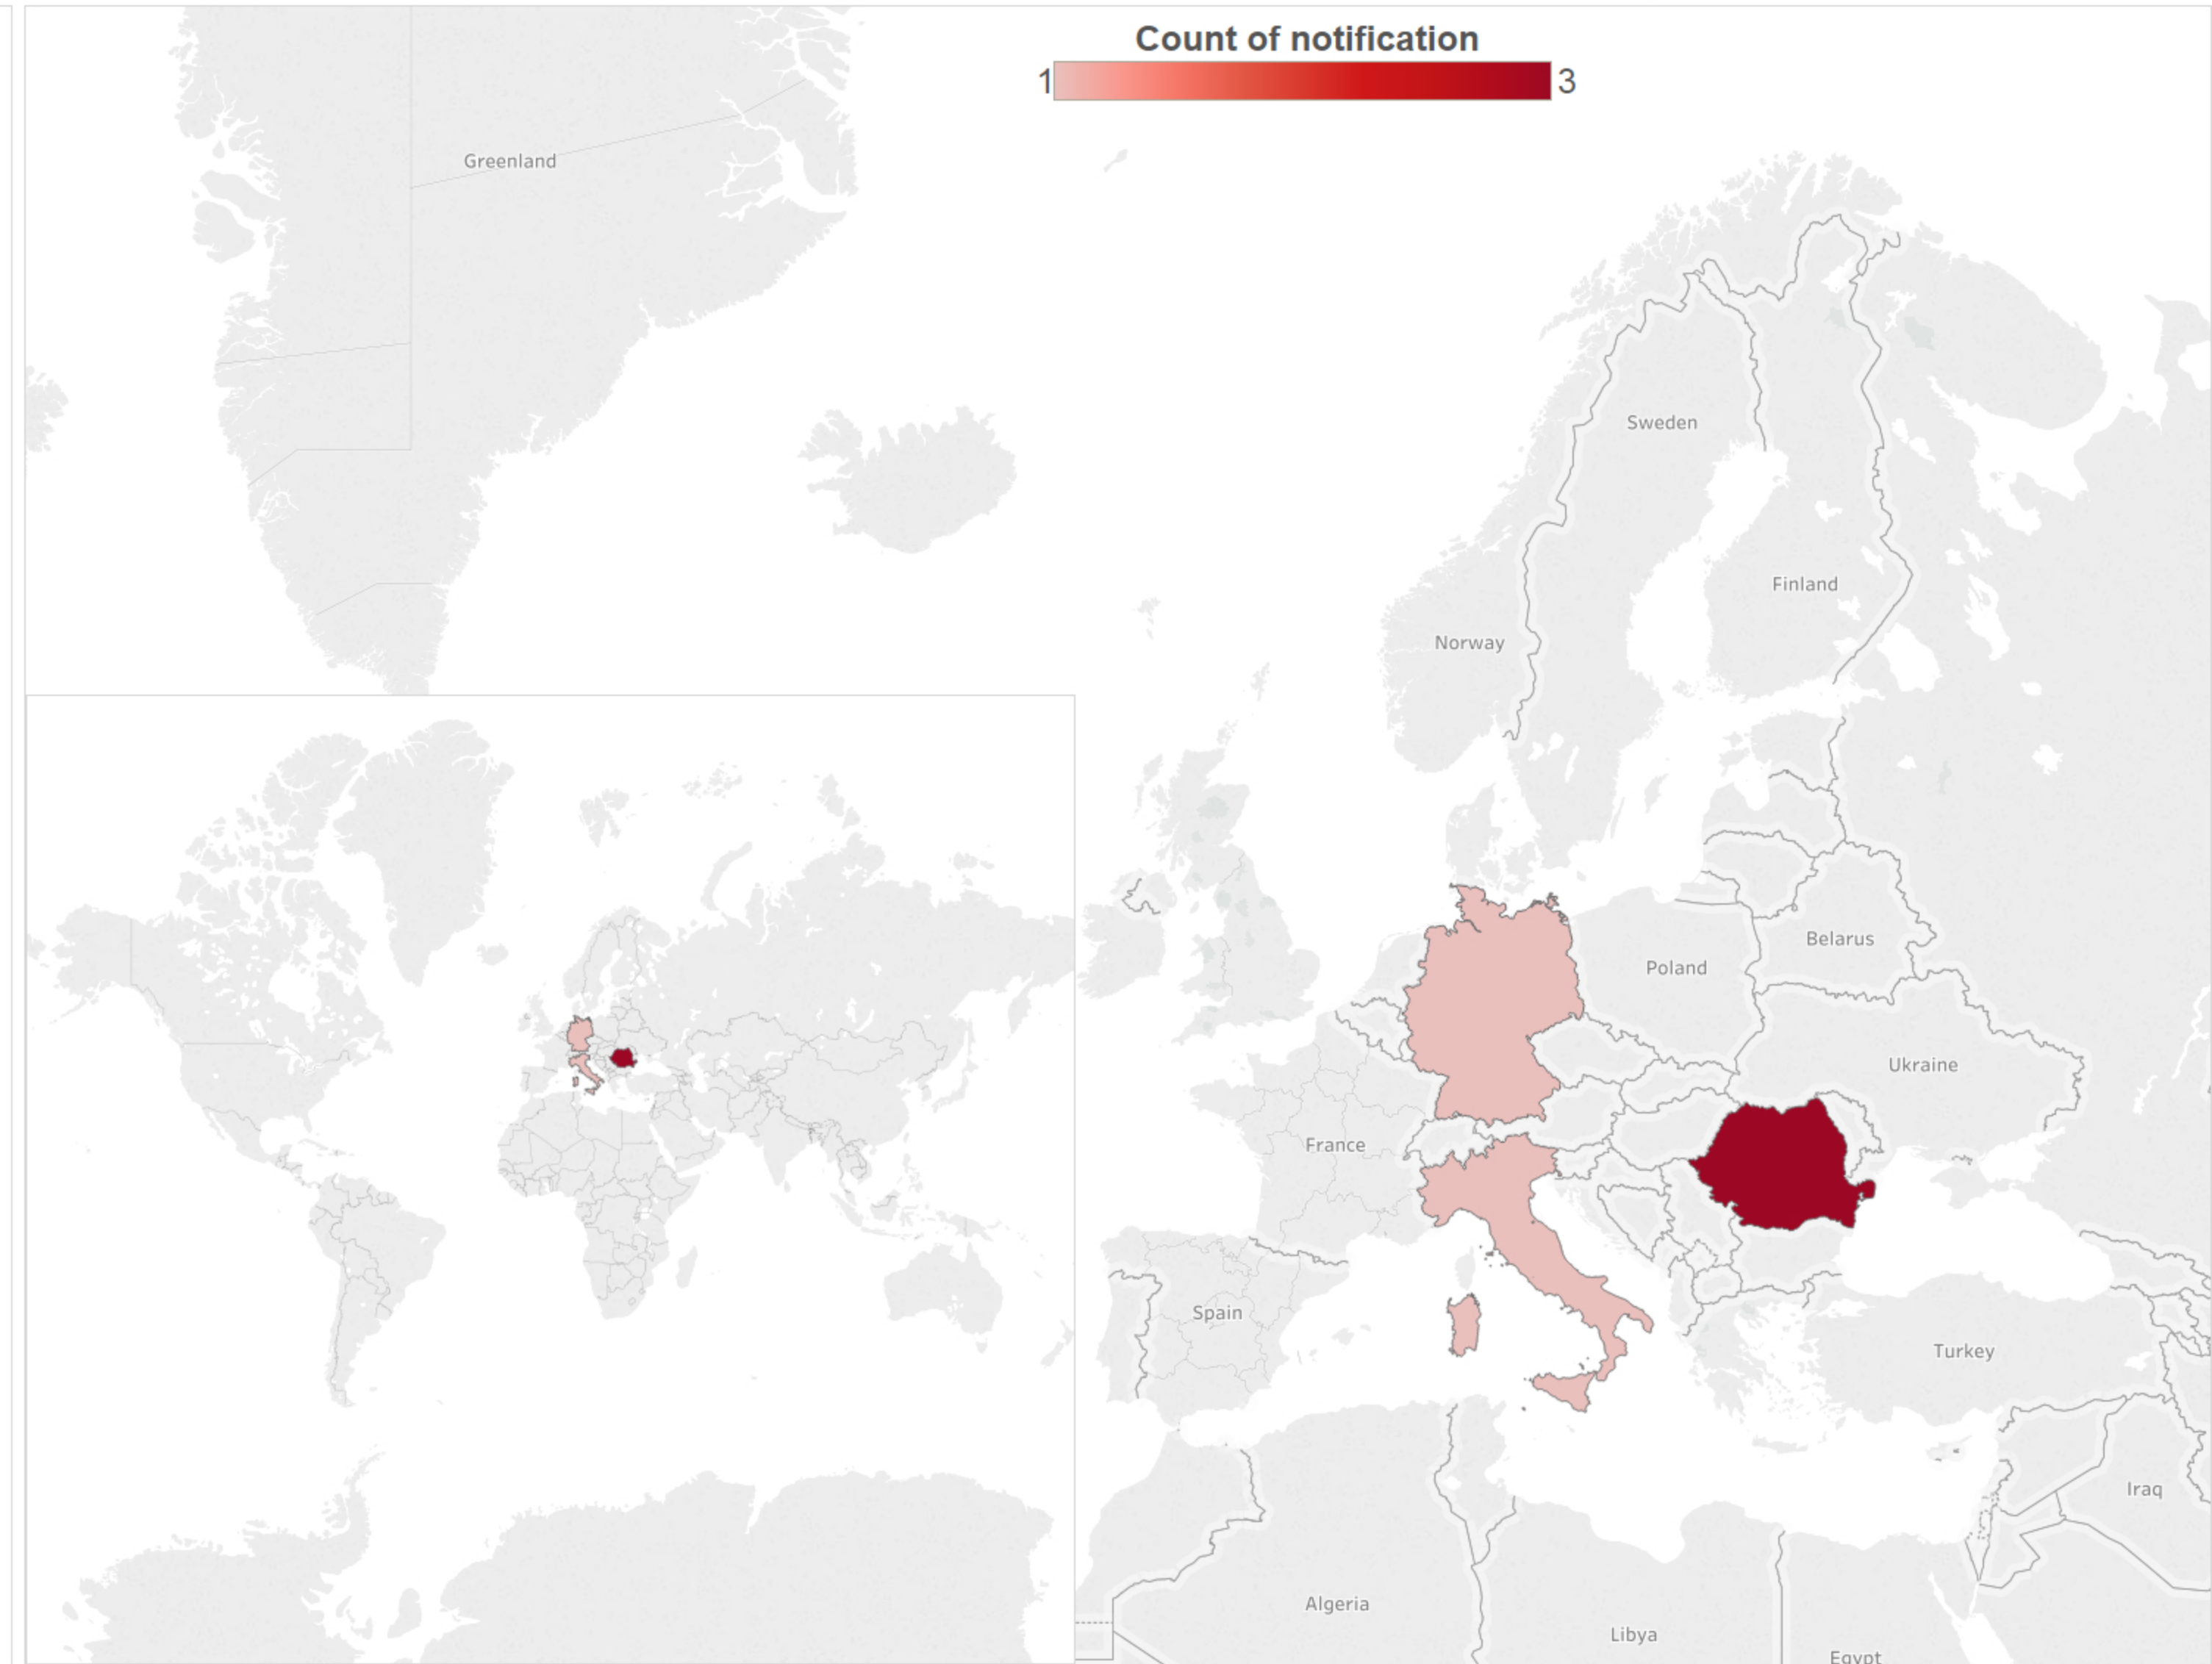 Count of notification
1 3
Greenland
Sweden
Finland
Norway
Belarus
Poland
Ukraine
France
Spain
Turkey
Iraq
Algeria
Libya
Egypt